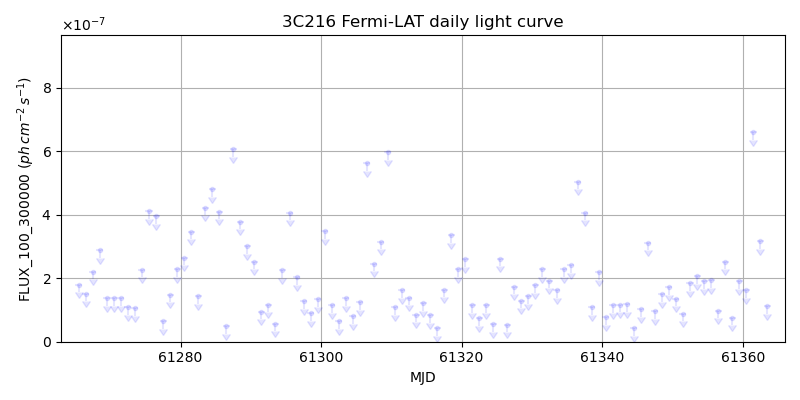 3C216 Fermi-LAT daily light curve
×10⁻⁷
FLUX_100_300000 (ph cm⁻² s⁻¹)
8
6
4
2
0
61280 61300 61320 61340 61360
MJD